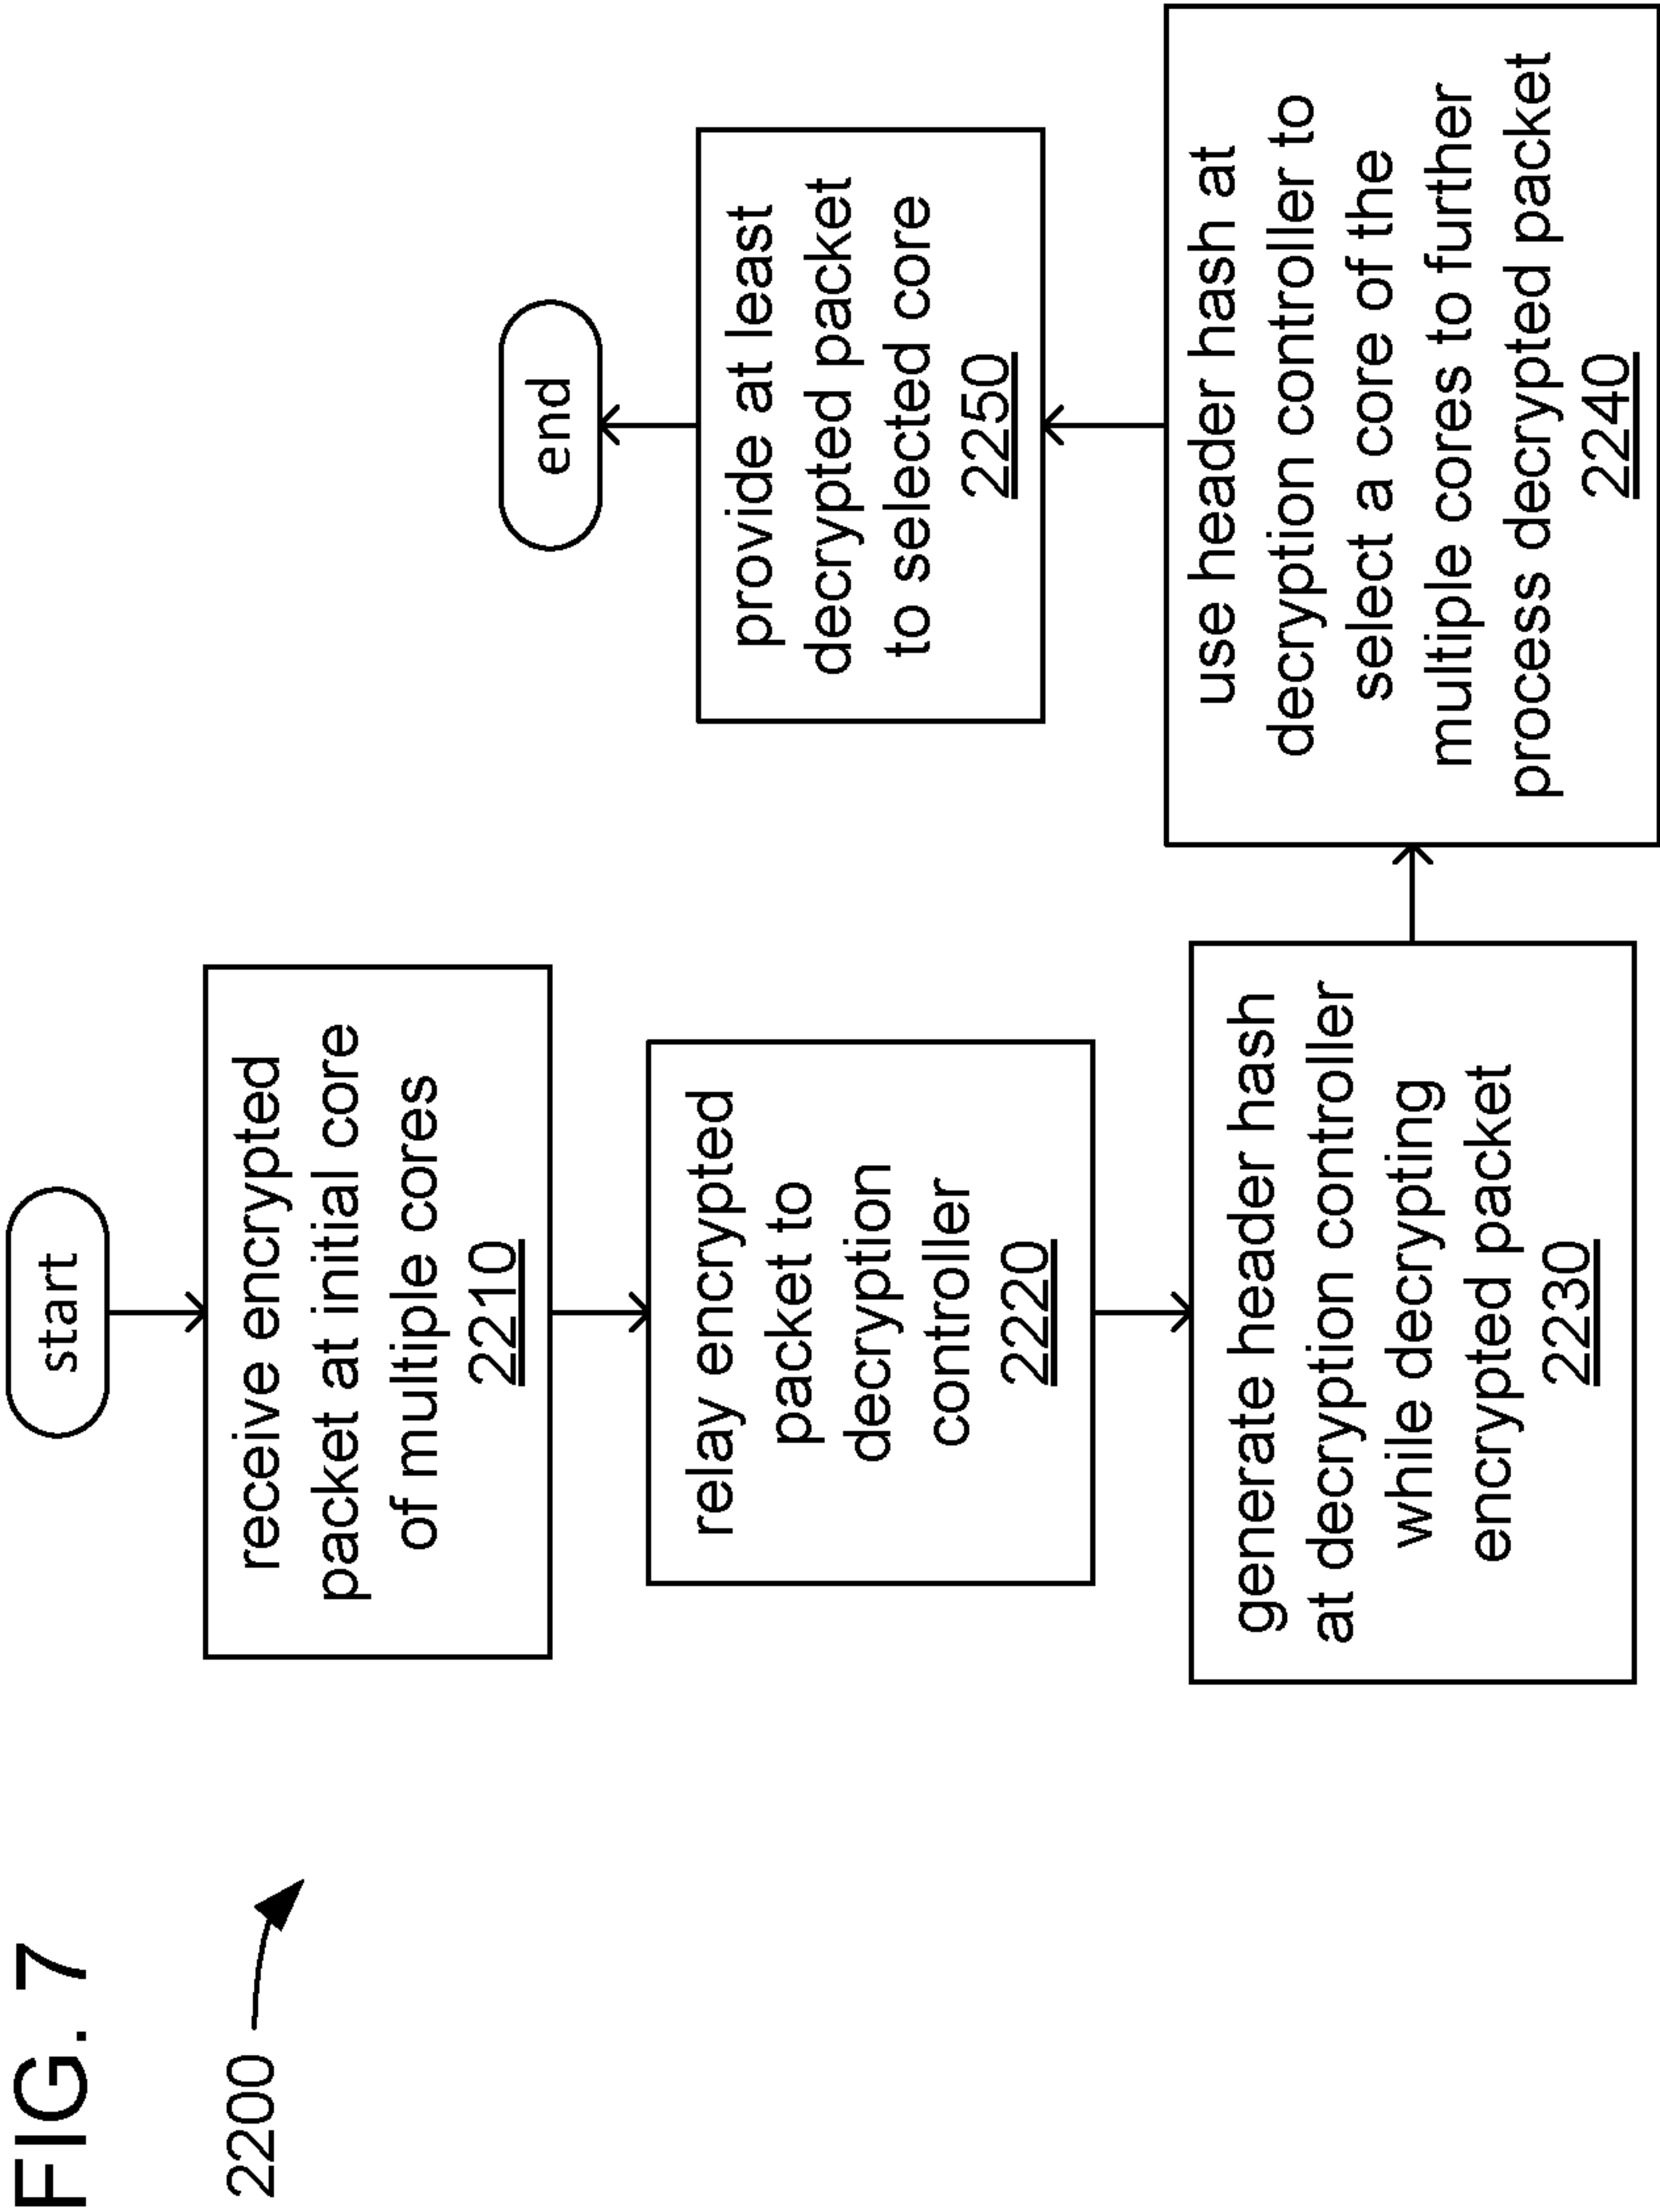 FIG. 7
2200
start
receive encrypted
packet at initial core
of multiple cores
2210
relay encrypted
packet to
decryption
controller
2220
generate header hash
at decryption controller
while decrypting
encrypted packet
2230
use header hash at
decryption controller to
select a core of the
multiple cores to further
process decrypted packet
2240
provide at least
decrypted packet
to selected core
2250
end